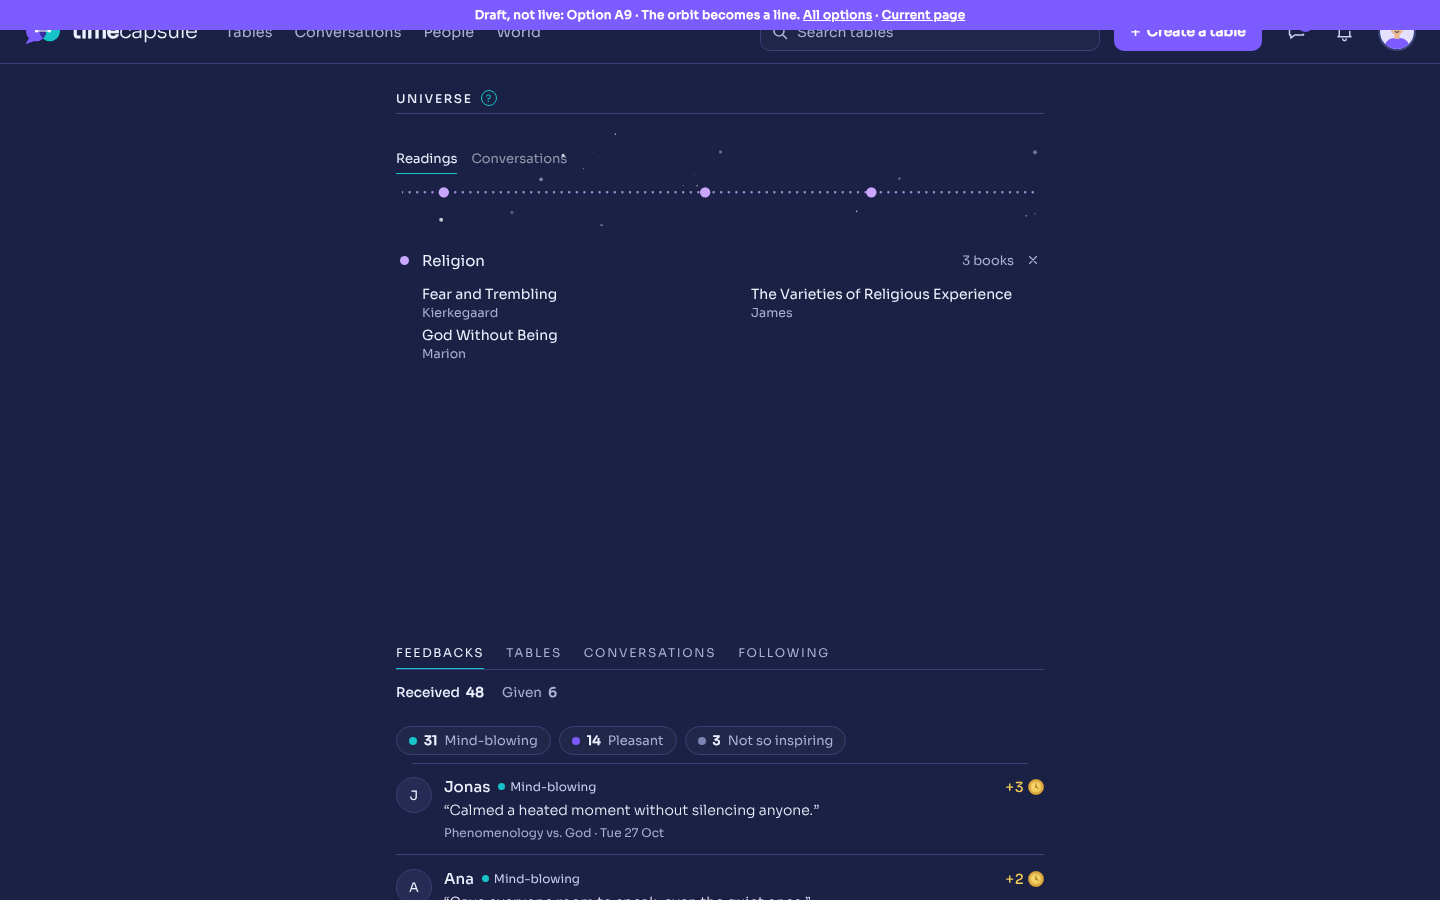 Draft, not live: Option A9 · The orbit becomes a line. All options · Current page
timecapsule Tables Conversations People World Search tables + Create a table
UNIVERSE ?
Readings Conversations
Religion 3 books ×
Fear and Trembling The Varieties of Religious Experience
Kierkegaard James
God Without Being
Marion
FEEDBACKS TABLES CONVERSATIONS FOLLOWING
Received 48 Given 6
31 Mind-blowing 14 Pleasant 3 Not so inspiring
J Jonas Mind-blowing +3
“Calmed a heated moment without silencing anyone.”
Phenomenology vs. God · Tue 27 Oct
A Ana Mind-blowing +2